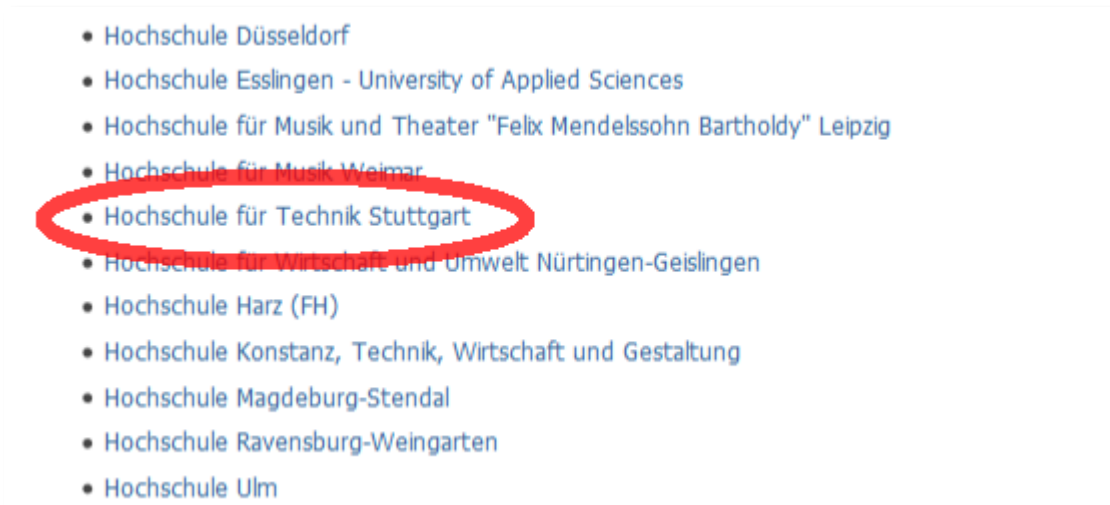 Hochschule Düsseldorf
Hochschule Esslingen - University of Applied Sciences
Hochschule für Musik und Theater "Felix Mendelssohn Bartholdy" Leipzig
Hochschule für Musik Weimar
Hochschule für Technik Stuttgart
Hochschule für Wirtschaft und Umwelt Nürtingen-Geislingen
Hochschule Harz (FH)
Hochschule Konstanz, Technik, Wirtschaft und Gestaltung
Hochschule Magdeburg-Stendal
Hochschule Ravensburg-Weingarten
Hochschule Ulm